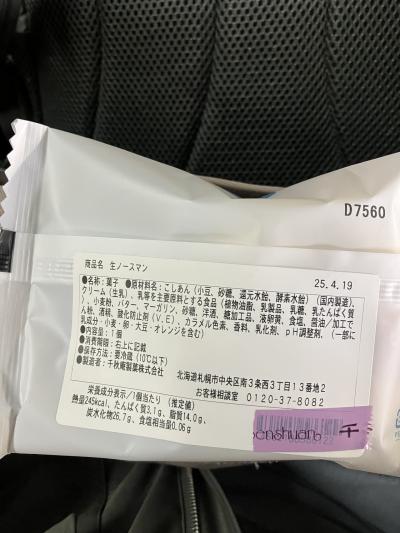 D7560
商品名 生ノースマン
25.4.19
●名称：菓子 ●原材料名：こしあん（小豆、砂糖、還元水飴、酵素水飴）（国内製造）、
クリーム（生乳）、乳等を主要原料とする食品（植物油脂、乳製品、乳糖、乳たんぱく質
）、小麦粉、バター、マーガリン、砂糖、洋酒、糖加工品、液卵黄、食塩、醤油／加工で
ん粉、酒精、酸化防止剤（V.E）、カラメル色素、香料、乳化剤、pH調整剤、（一部に
乳成分・小麦・卵・大豆・オレンジを含む）
●内容量：1個
●消費期限：右上に記載
●保存方法：要冷蔵（10℃以下）
●製造者：千秋庵製菓株式会社
北海道札幌市中央区南3条西3丁目13番地2
お客様相談室 0120-37-8082
栄養成分表示／1個当たり （推定値）
熱量245kcal、たんぱく質3.1g、脂質14.0g、
炭水化物26.7g、食塩相当量0.06g
senshuan
千